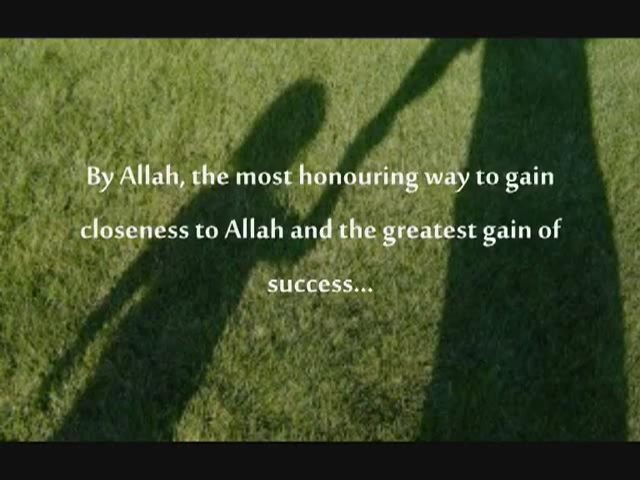 By Allah, the most honouring way to gain
closeness to Allah and the greatest gain of
success...